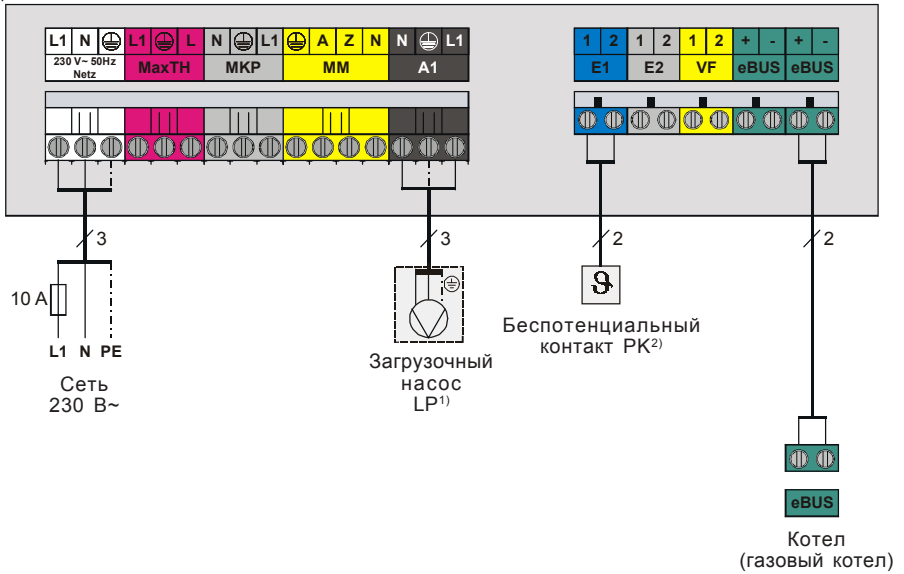 L1 N L1 L N L1 A Z N N L1
230 V~ 50Hz
Netz
MaxTH MKP MM A1
1 2 1 2 1 2 + - + -
E1 E2 VF eBUS eBUS
3
3
2
2
10 A
L1 N PE
Сеть
230 В~
Загрузочный
насос
LP1)
Беспотенциальный
контакт РК2)
eBUS
Котел
(газовый котел)